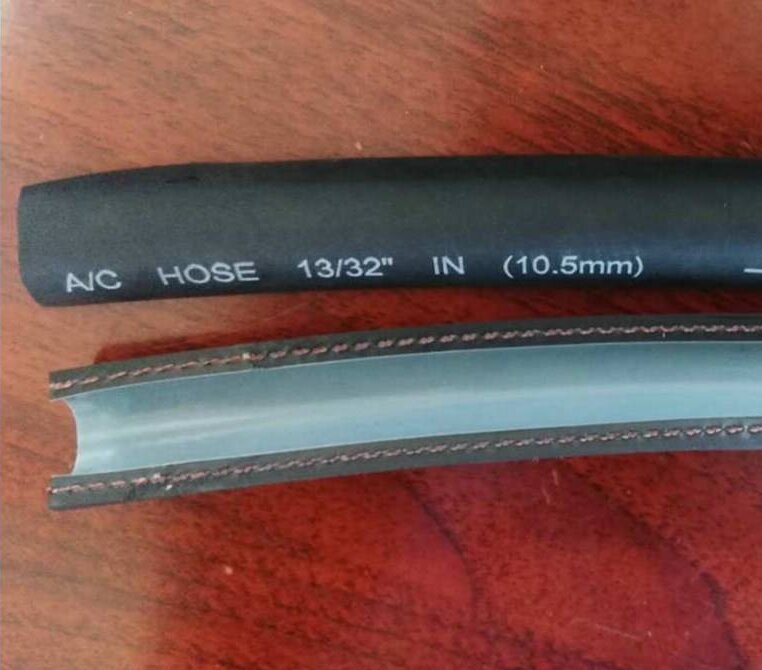 A/C HOSE 13/32" IN (10.5mm)